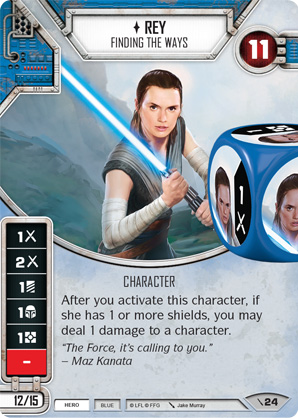 REY
FINDING THE WAYS
11
1
CHARACTER
After you activate this character, if
she has 1 or more shields, you may
deal 1 damage to a character.
“The Force, it’s calling to you.”
– Maz Kanata
1
2
1
1
1
–
12/15
HERO
BLUE
© LFL © FFG
Jake Murray
24